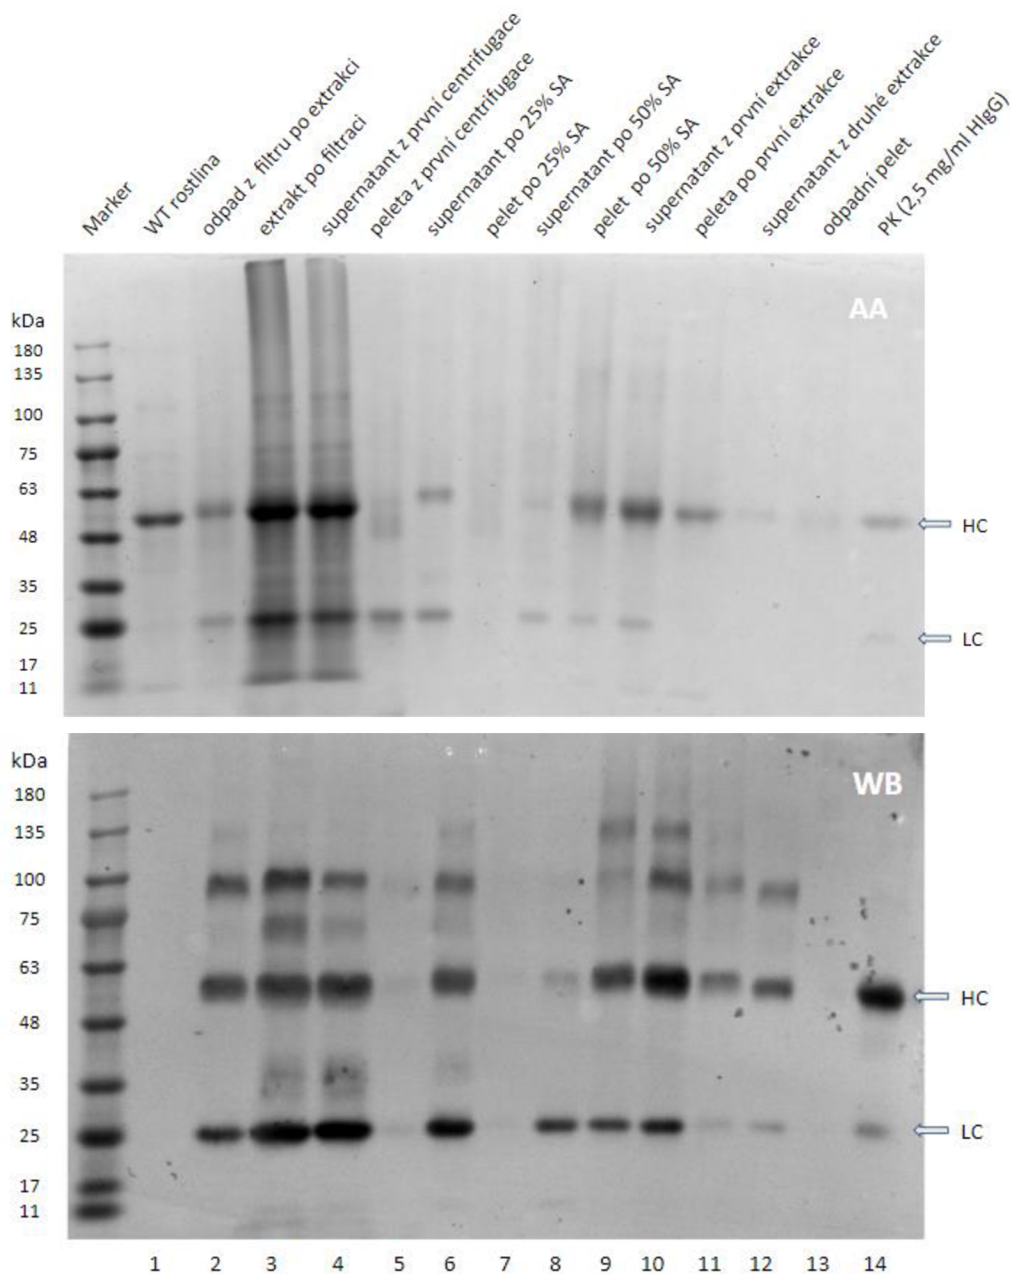 Marker
WT rostlina
odpad z filtru po extrakci
extrakt po filtraci
supernatant z první centrifugace
peleta z první centrifugace
supernatant po 25% SA
pelet po 25% SA
supernatant po 50% SA
pelet po 50% SA
supernatant z první extrakce
peleta po první extrakce
supernatant z druhé extrakce
odpadní pelet
PK (2,5 mg/ml HIgG)
AA
kDa
180
135
100
75
63
48
HC
35
25
LC
17
11
kDa
WB
180
135
100
75
63
HC
48
35
25
LC
17
11
1 2 3 4 5 6 7 8 9 10 11 12 13 14